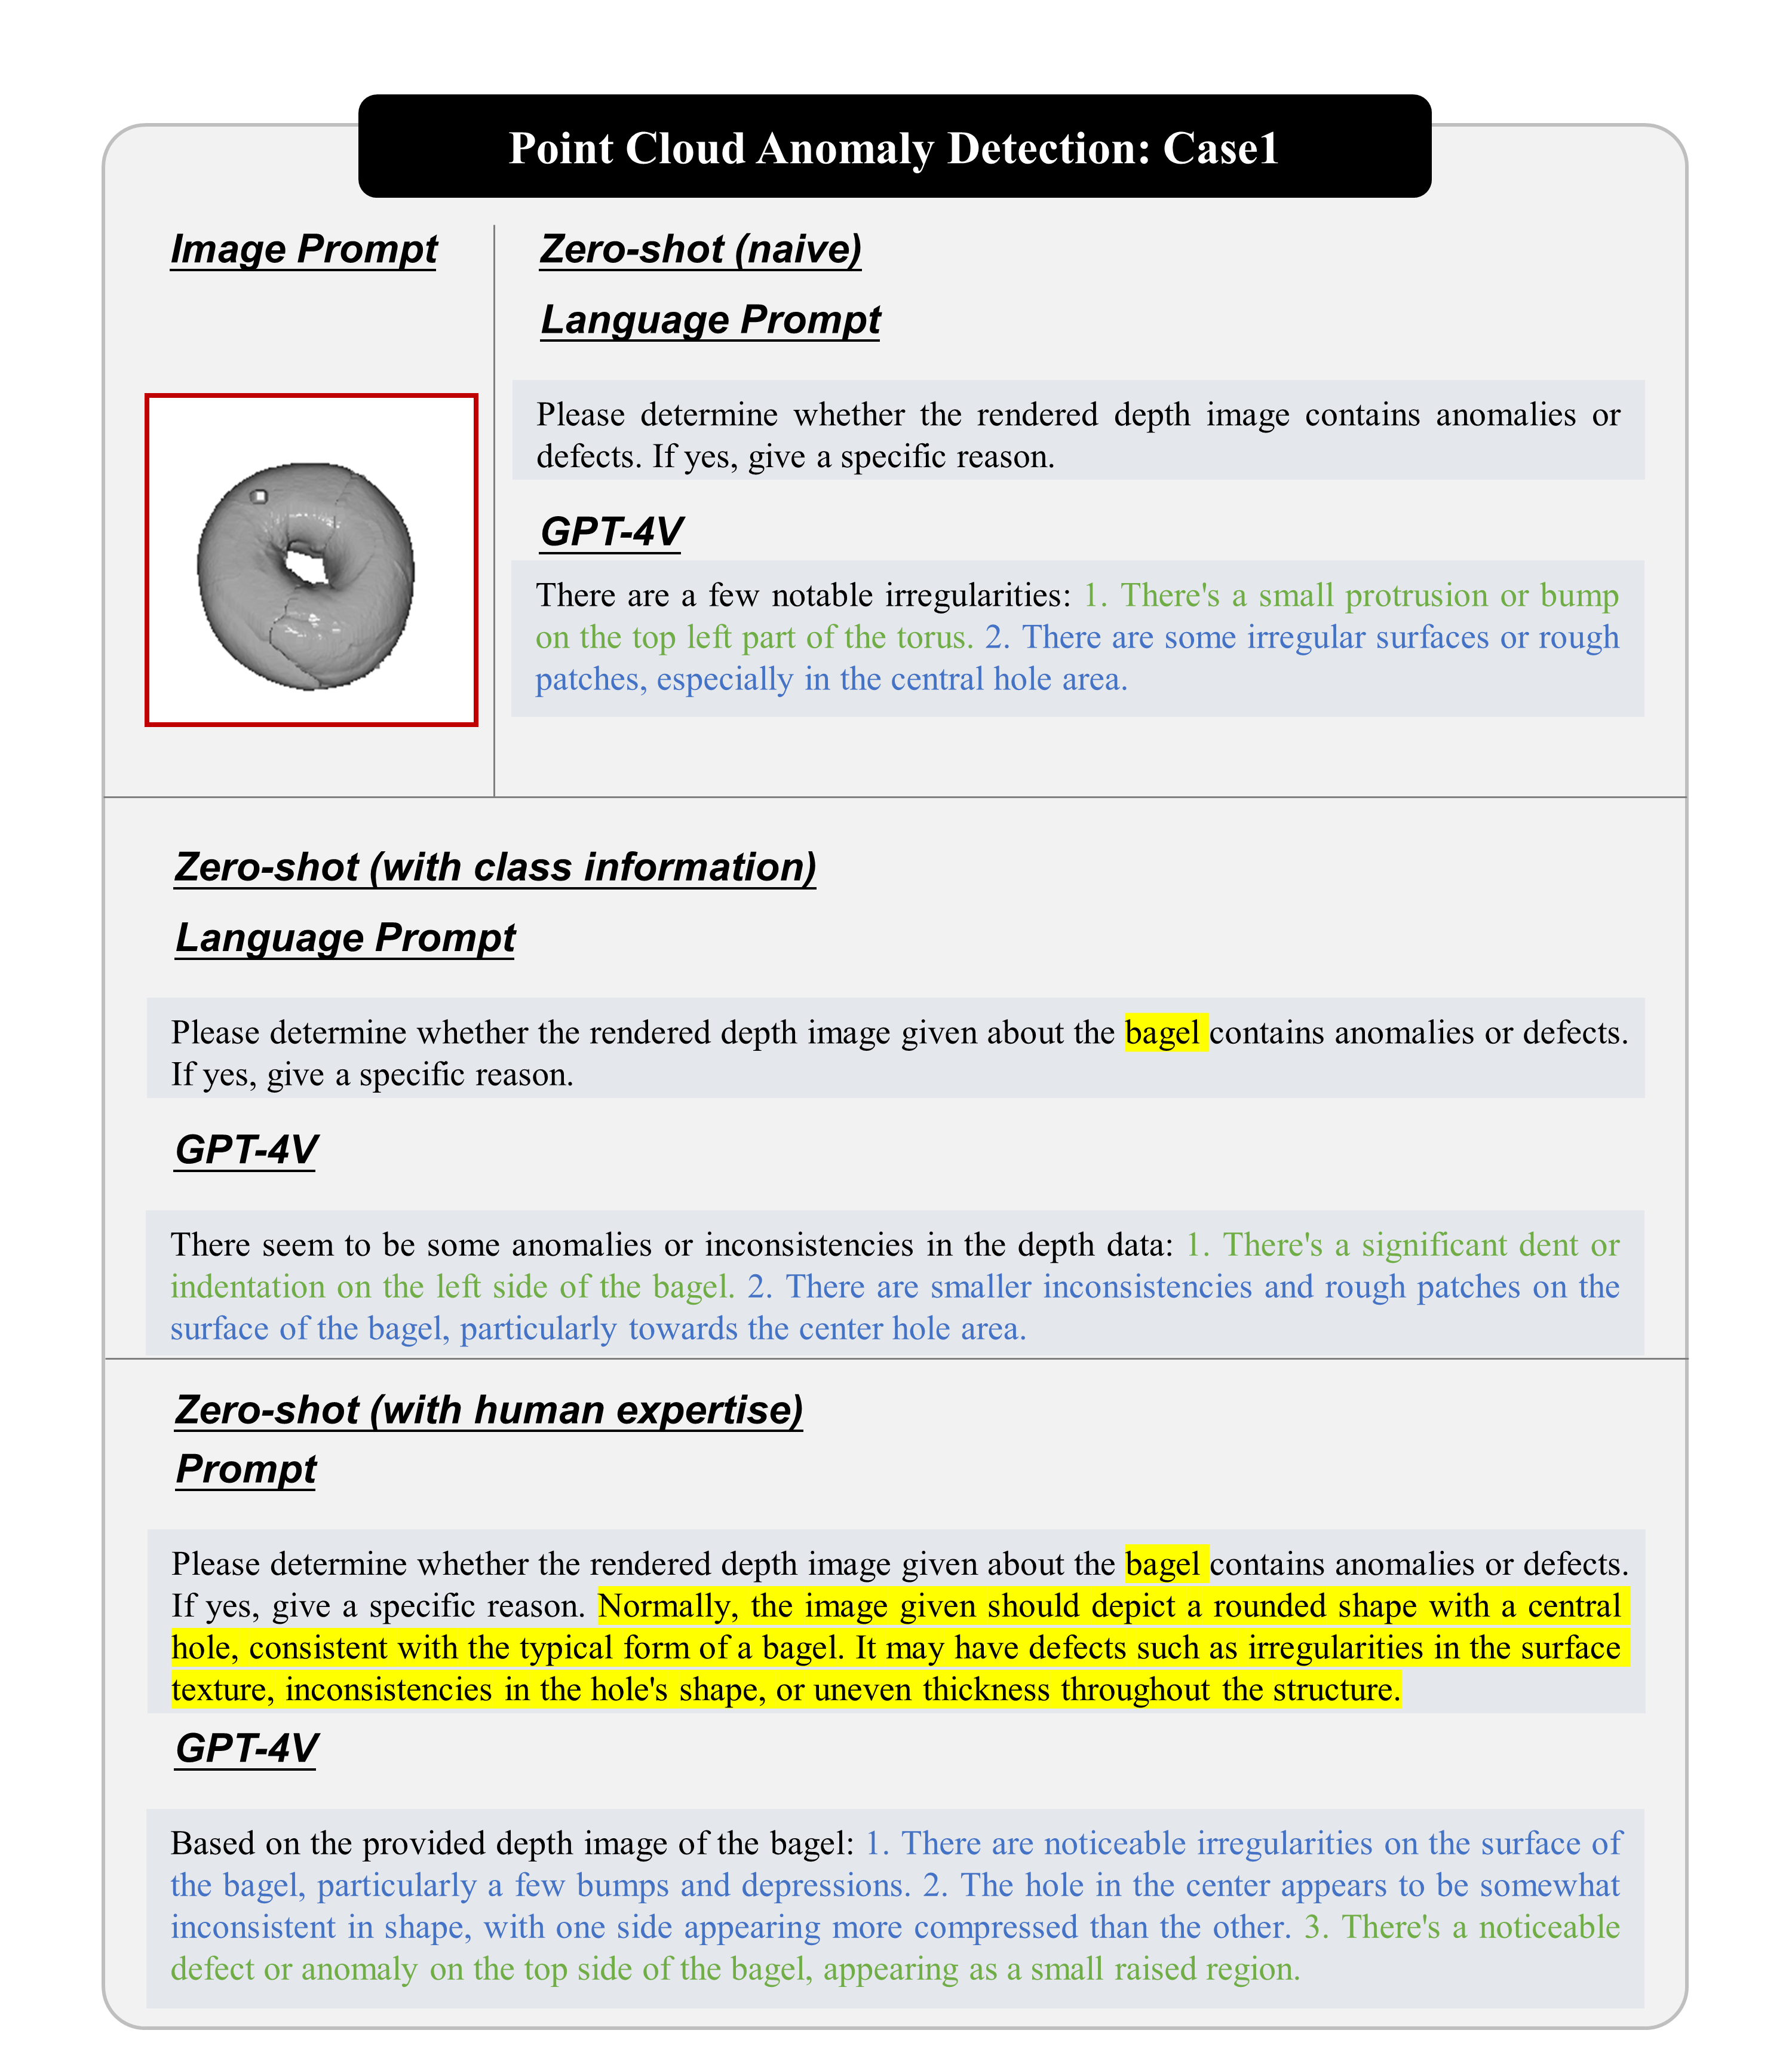 Point Cloud Anomaly Detection: Case1
Image Prompt
Zero-shot (naive)
Language Prompt
Please determine whether the rendered depth image contains anomalies or
defects. If yes, give a specific reason.
GPT-4V
There are a few notable irregularities: 1. There's a small protrusion or bump
on the top left part of the torus. 2. There are some irregular surfaces or rough
patches, especially in the central hole area.
Zero-shot (with class information)
Language Prompt
Please determine whether the rendered depth image given about the bagel contains anomalies or defects.
If yes, give a specific reason.
GPT-4V
There seem to be some anomalies or inconsistencies in the depth data: 1. There's a significant dent or
indentation on the left side of the bagel. 2. There are smaller inconsistencies and rough patches on the
surface of the bagel, particularly towards the center hole area.
Zero-shot (with human expertise)
Prompt
Please determine whether the rendered depth image given about the bagel contains anomalies or defects.
If yes, give a specific reason. Normally, the image given should depict a rounded shape with a central
hole, consistent with the typical form of a bagel. It may have defects such as irregularities in the surface
texture, inconsistencies in the hole's shape, or uneven thickness throughout the structure.
GPT-4V
Based on the provided depth image of the bagel: 1. There are noticeable irregularities on the surface of
the bagel, particularly a few bumps and depressions. 2. The hole in the center appears to be somewhat
inconsistent in shape, with one side appearing more compressed than the other. 3. There's a noticeable
defect or anomaly on the top side of the bagel, appearing as a small raised region.